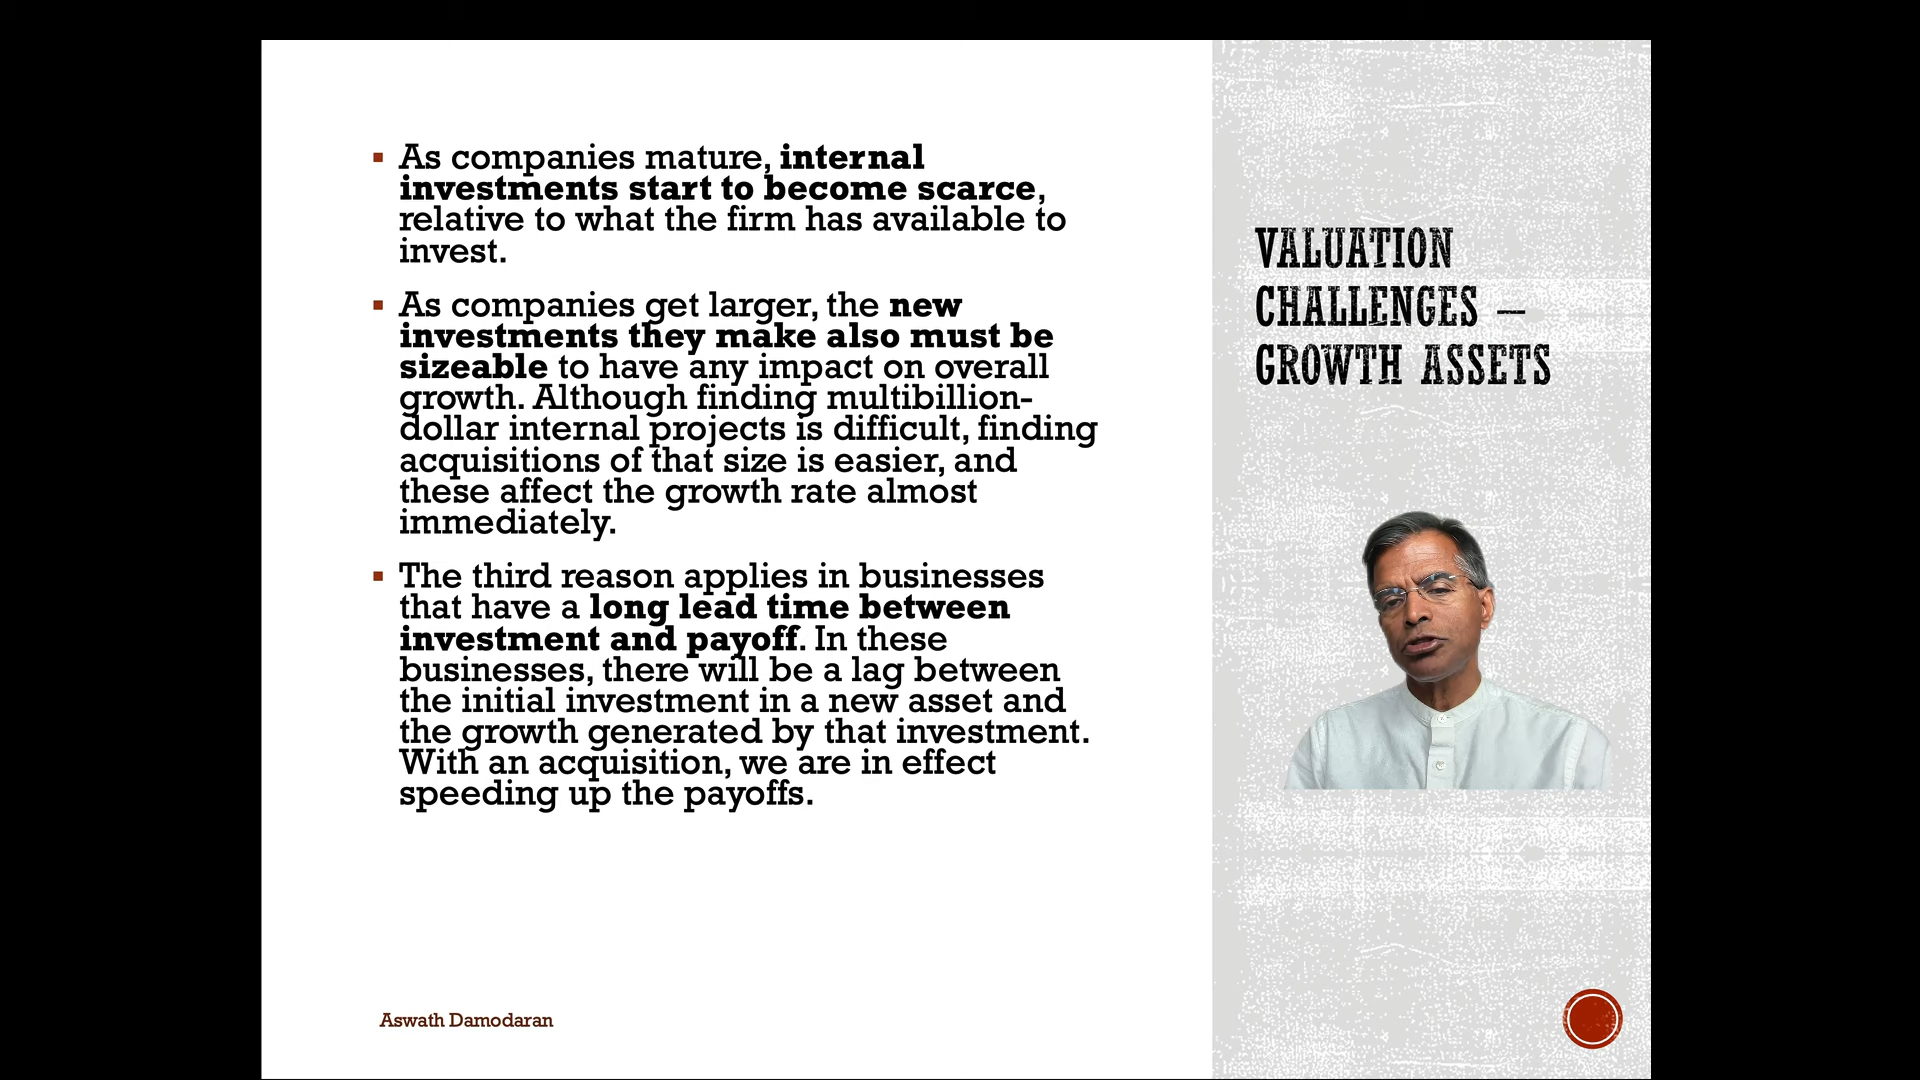 As companies mature, internal
investments start to become scarce,
relative to what the firm has available to
invest.
As companies get larger, the new
investments they make also must be
sizeable to have any impact on overall
growth. Although finding multibillion-
dollar internal projects is difficult, finding
acquisitions of that size is easier, and
these affect the growth rate almost
immediately.
The third reason applies in businesses
that have a long lead time between
investment and payoff. In these
businesses, there will be a lag between
the initial investment in a new asset and
the growth generated by that investment.
With an acquisition, we are in effect
speeding up the payoffs.
Aswath Damodaran
VALUATION
CHALLENGES –
GROWTH ASSETS